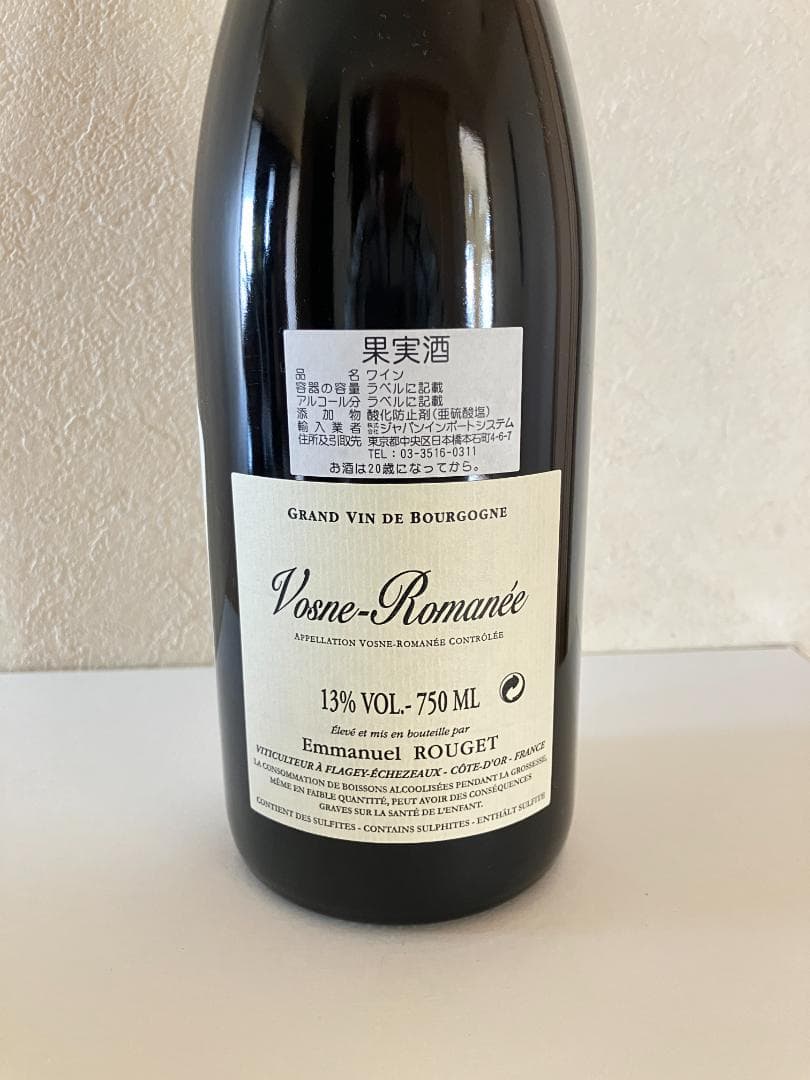 果実酒
品名 ワイン
容器の容量 ラベルに記載
アルコール分 ラベルに記載
添加物 酸化防止剤(亜硫酸塩)
輸入業者 株式会社ジャパンインポートシステム
住所及引取先 東京都中央区日本橋本石町4-6-7
TEL：03-3516-0311
お酒は20歳になってから。
GRAND VIN DE BOURGOGNE
Vosne-Romanée
APPELLATION VOSNE-ROMANÉE CONTRÔLÉE
13% VOL.- 750 ML
Élevé et mis en bouteille par
Emmanuel ROUGET
VITICULTEUR À FLAGEY-ÉCHEZEAUX - CÔTE-D'OR - FRANCE
LA CONSOMMATION DE BOISSONS ALCOOLISÉES PENDANT LA GROSSESSE,
MÊME EN FAIBLE QUANTITÉ, PEUT AVOIR DES CONSÉQUENCES
GRAVES SUR LA SANTÉ DE L'ENFANT.
CONTIENT DES SULFITES - CONTAINS SULPHITES - ENTHÄLT SULFITE